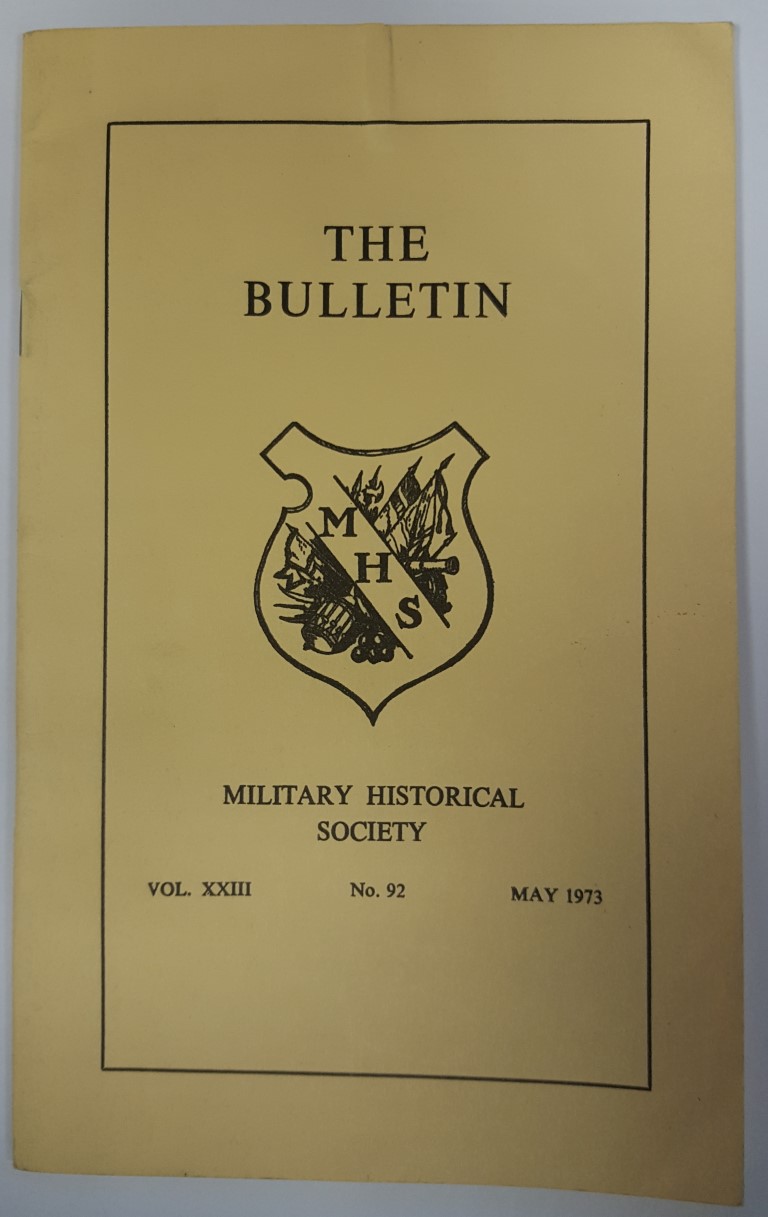 THE
BULLETIN
M
H
S
MILITARY HISTORICAL
SOCIETY
VOL. XXIII No. 92 MAY 1973